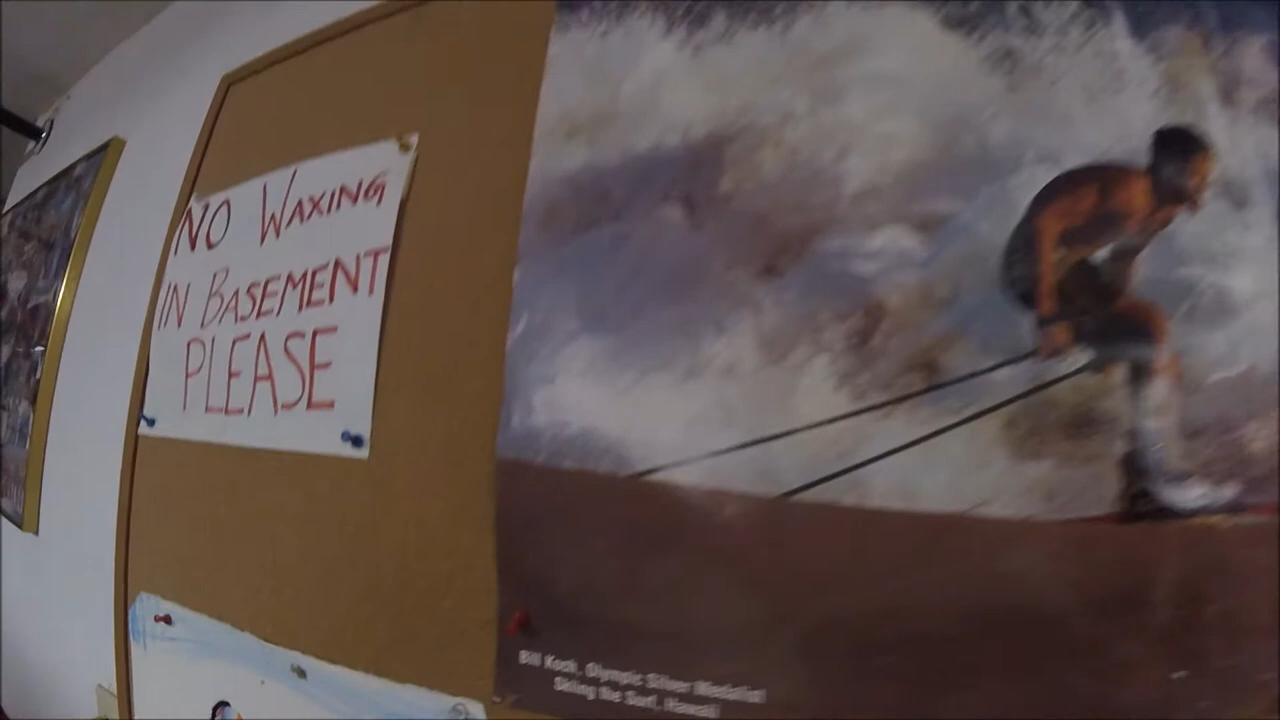 NO WAXING
IN BASEMENT
PLEASE
Bill Koch, Olympic Silver Medalist
Skiing the Surf, Hawaii